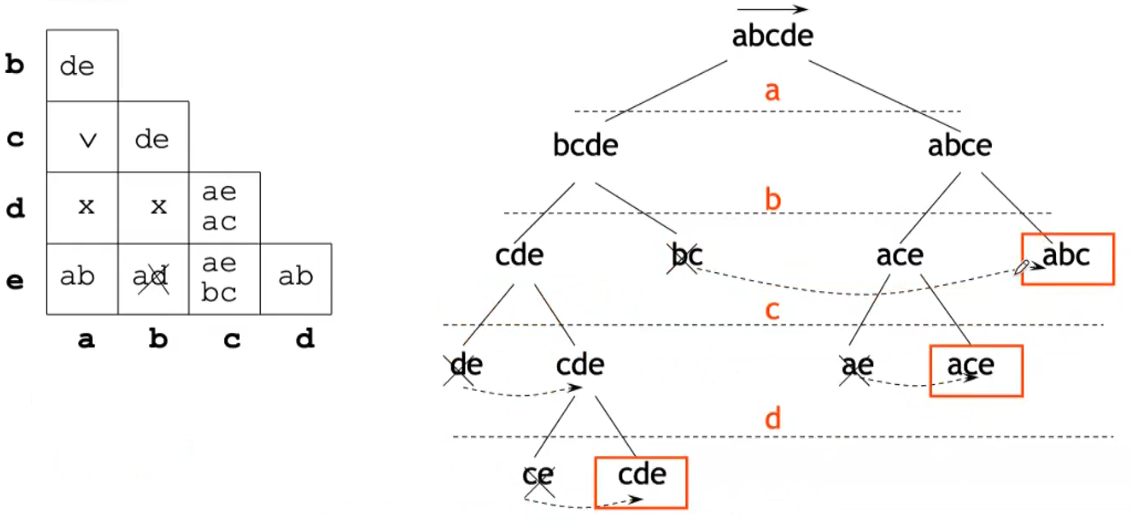 b de
c v de
d x x ae
ac
e ab ad ae ab
bc
a b c d
abcde
a
bcde abce
b
cde bc ace abc
c
de cde ae ace
d
ce cde